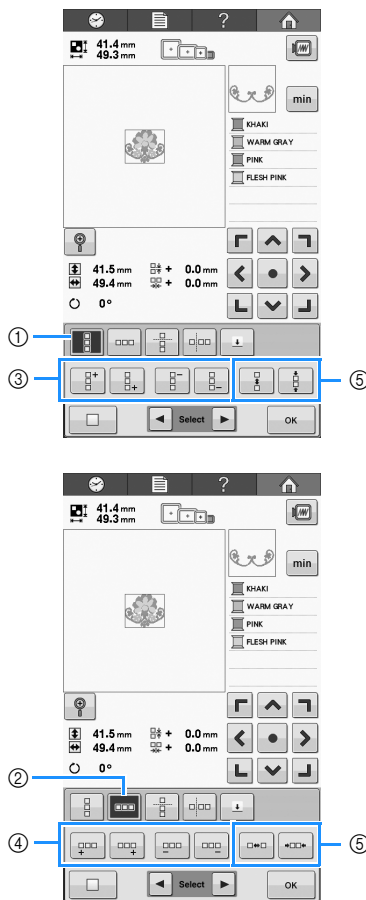 ?
41.4 mm
49.3 mm
min
KHAKI
WARM GRAY
PINK
FLESH PINK
41.5 mm + 0.0 mm
49.4 mm + 0.0 mm
0°
①
③
⑤
Select
OK
?
41.4 mm
49.3 mm
min
KHAKI
WARM GRAY
PINK
FLESH PINK
41.5 mm + 0.0 mm
49.4 mm + 0.0 mm
0°
②
④
⑤
Select
OK